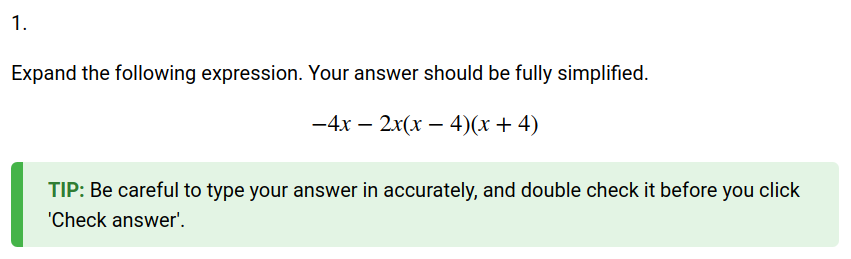 1.
Expand the following expression. Your answer should be fully simplified.
−4x − 2x(x − 4)(x + 4)
TIP: Be careful to type your answer in accurately, and double check it before you click
'Check answer'.